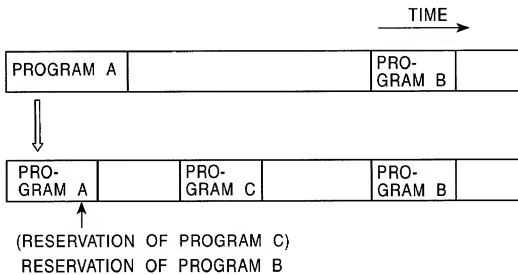 TIME
PROGRAM A
PRO-
GRAM B
PRO-
GRAM A
PRO-
GRAM C
PRO-
GRAM B
(RESERVATION OF PROGRAM C)
RESERVATION OF PROGRAM B